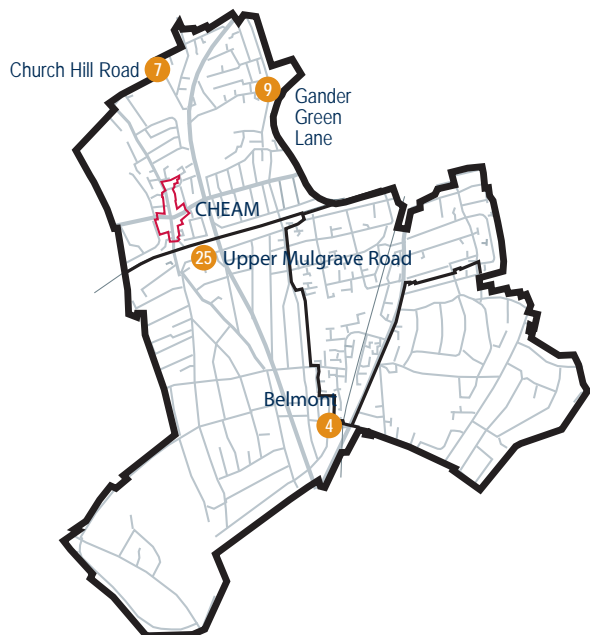 Church Hill Road
7
9
Gander
Green
Lane
CHEAM
25
Upper Mulgrave Road
Belmont
4